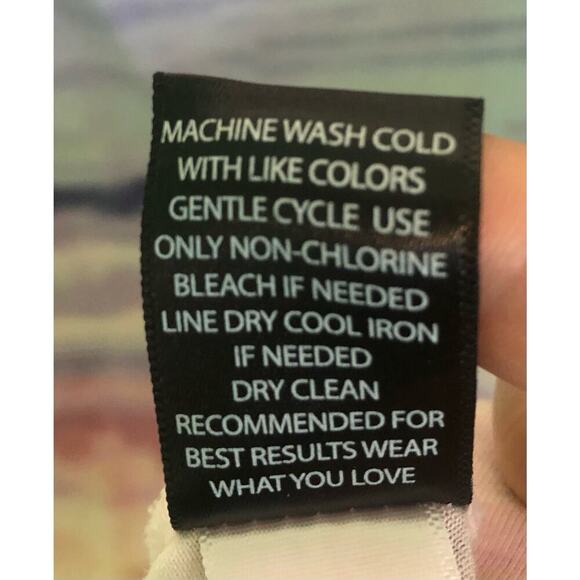 MACHINE WASH COLD
WITH LIKE COLORS
GENTLE CYCLE USE
ONLY NON-CHLORINE
BLEACH IF NEEDED
LINE DRY COOL IRON
IF NEEDED
DRY CLEAN
RECOMMENDED FOR
BEST RESULTS WEAR
WHAT YOU LOVE